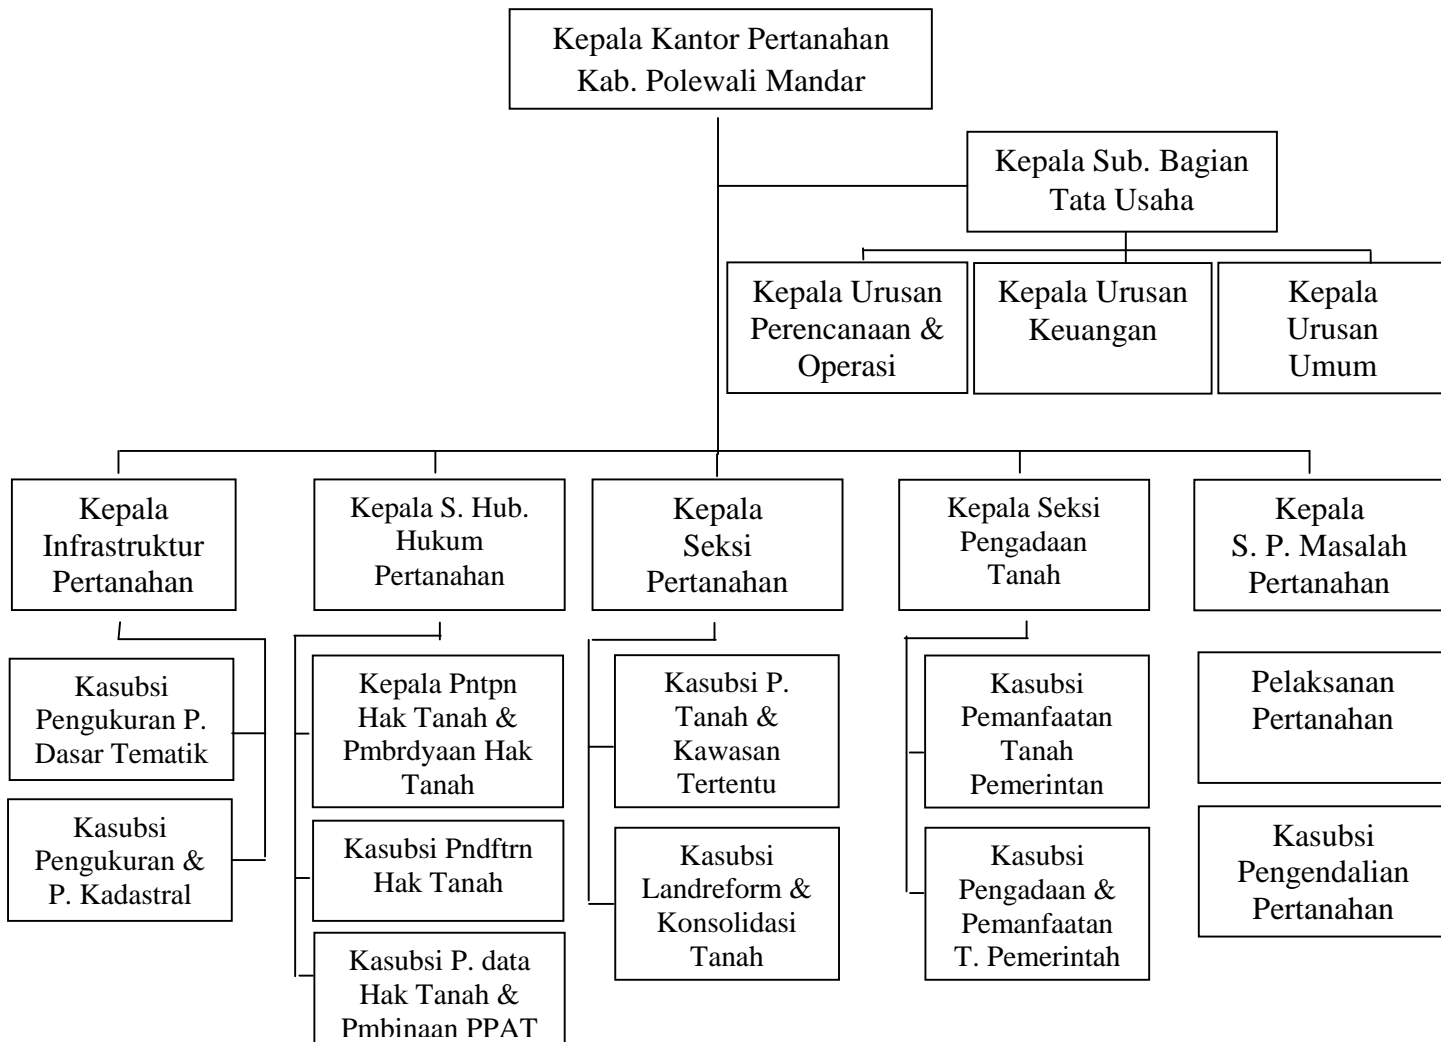 Kepala Kantor Pertanahan
Kab. Polewali Mandar
Kepala Sub. Bagian
Tata Usaha
Kepala Urusan
Perencanaan &
Operasi
Kepala Urusan
Keuangan
Kepala
Urusan
Umum
Kepala
Infrastruktur
Pertanahan
Kepala S. Hub.
Hukum
Pertanahan
Kepala
Seksi
Pertanahan
Kepala Seksi
Pengadaan
Tanah
Kepala
S. P. Masalah
Pertanahan
Kasubsi
Pengukuran P.
Dasar Tematik
Kasubsi
Pengukuran &
P. Kadastral
Kepala Pntpn
Hak Tanah &
Pmbrdyaan Hak
Tanah
Kasubsi Pndftrn
Hak Tanah
Kasubsi P. data
Hak Tanah &
Pmbinaan PPAT
Kasubsi P.
Tanah &
Kawasan
Tertentu
Kasubsi
Landreform &
Konsolidasi
Tanah
Kasubsi
Pemanfaatan
Tanah
Pemerintan
Kasubsi
Pengadaan &
Pemanfaatan
T. Pemerintah
Pelaksanan
Pertanahan
Kasubsi
Pengendalian
Pertanahan